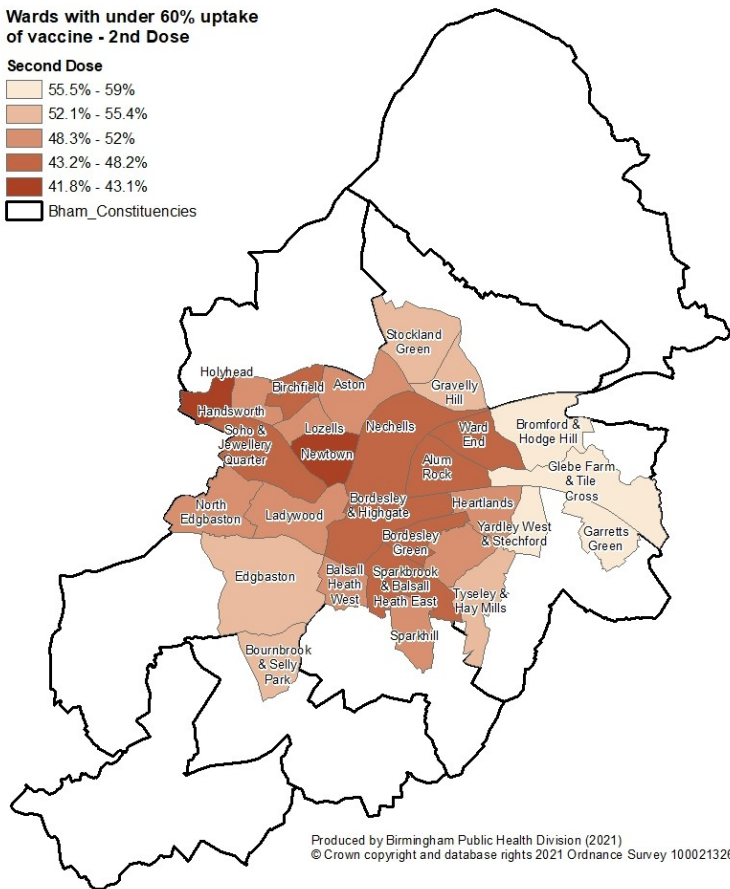 Wards with under 60% uptake
of vaccine - 2nd Dose
Second Dose
55.5% - 59%
52.1% - 55.4%
48.3% - 52%
43.2% - 48.2%
41.8% - 43.1%
Bham_Constituencies
Stockland
Green
Holyhead
Birchfield
Aston
Gravelly
Hill
Handsworth
Soho &
Jewellery
Quarter
Lozells
Nechells
Ward
End
Bromford &
Hodge Hill
Newtown
Alum
Rock
Glebe Farm
& Tile
Cross
North
Edgbaston
Ladywood
Bordesley
& Highgate
Heartlands
Bordesley
Green
Yardley West
& Stechford
Garretts
Green
Edgbaston
Balsall
Heath
West
Sparkbrook
& Balsall
Heath East
Tyseley &
Hay Mills
Sparkhill
Bournbrook
& Selly
Park
Produced by Birmingham Public Health Division (2021)
© Crown copyright and database rights 2021 Ordnance Survey 100021326